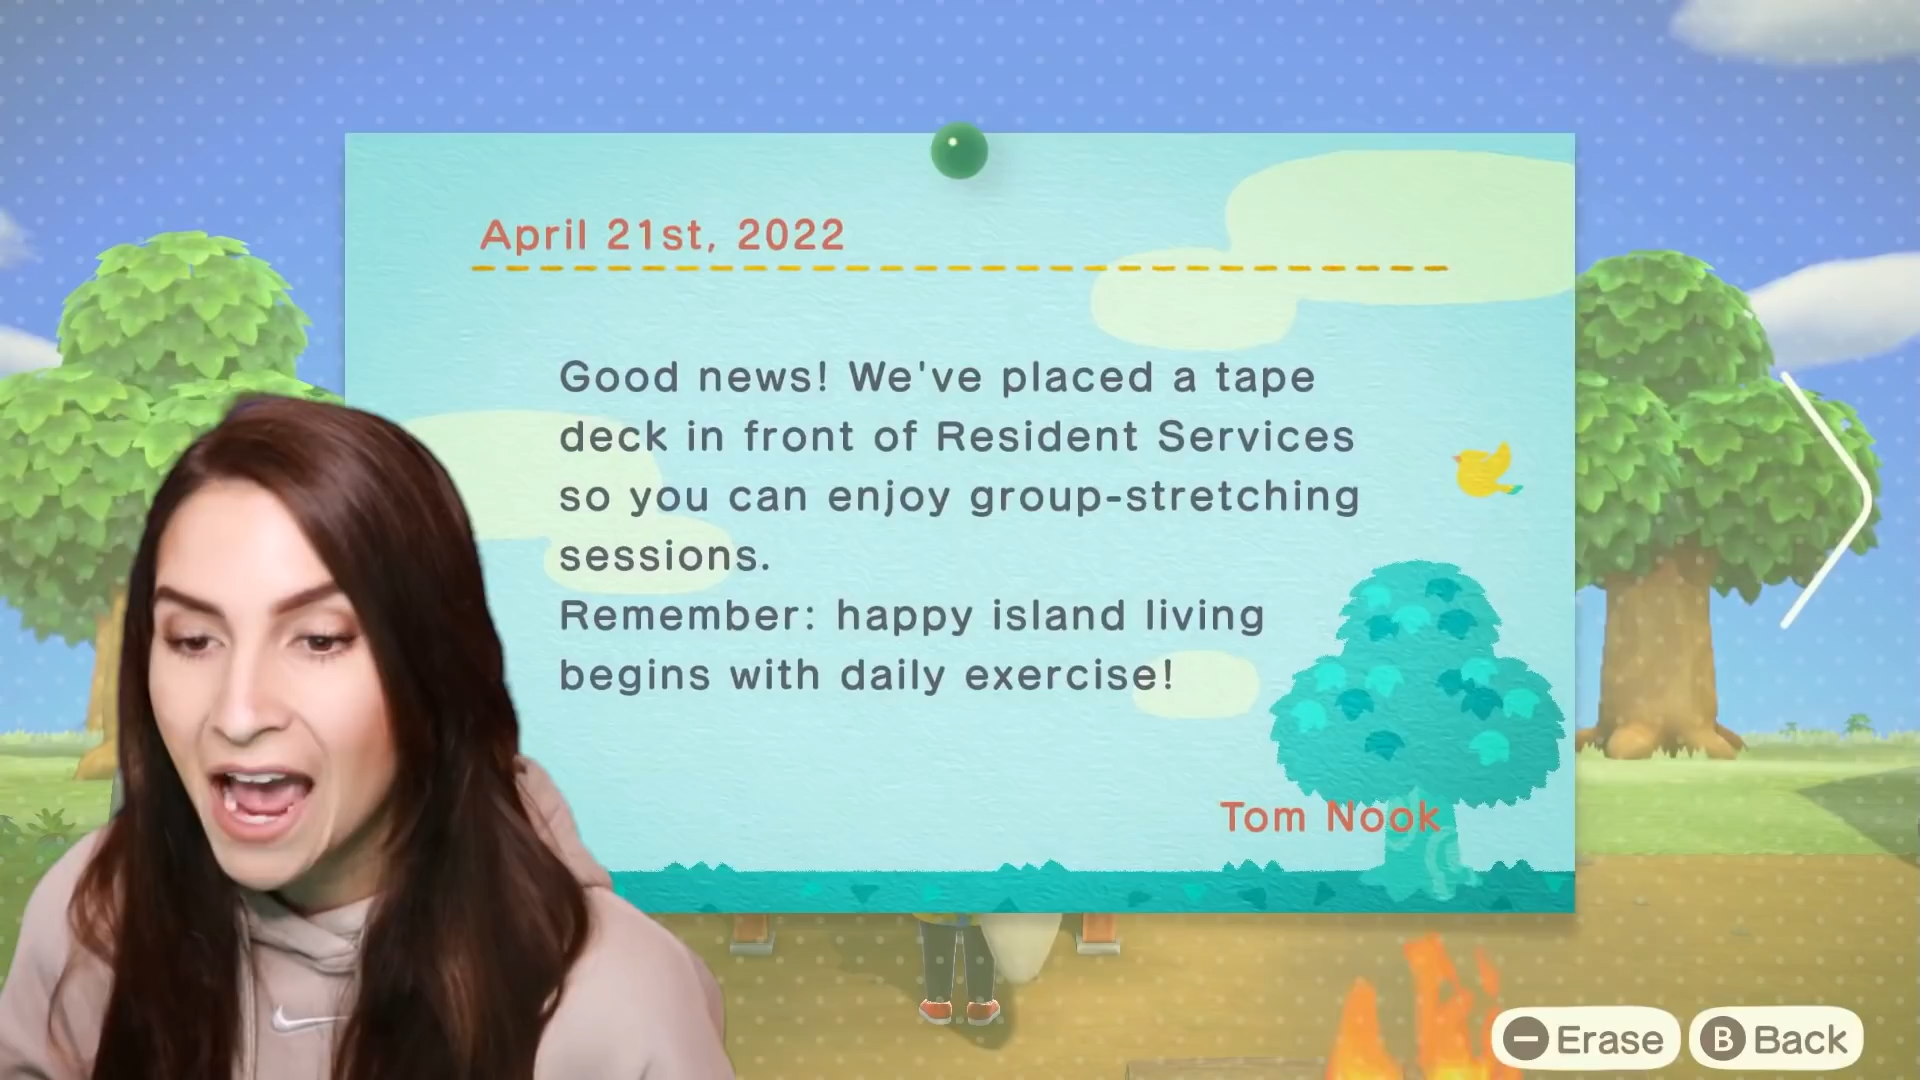 April 21st, 2022
Good news! We've placed a tape
deck in front of Resident Services
so you can enjoy group-stretching
sessions.
Remember: happy island living
begins with daily exercise!
Tom Nook
Erase
B Back